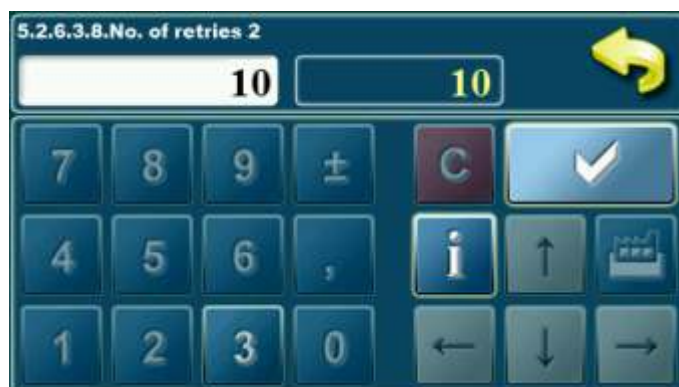 5.2.6.3.8.No. of retries 2
10 10
7 8 9 ± C
4 5 6 , i ↑
1 2 3 0 ← ↓ →